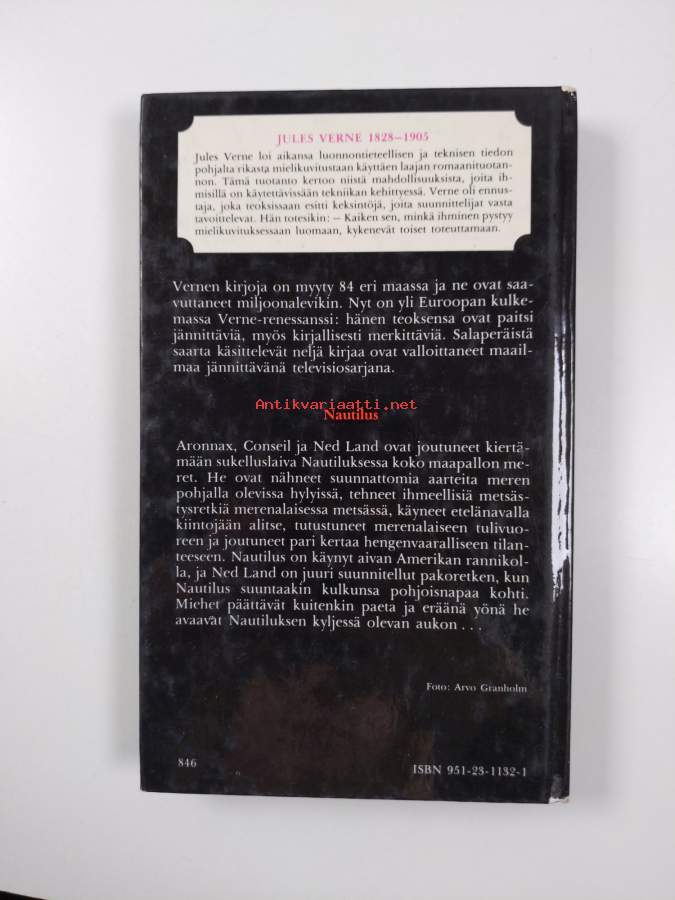 JULES VERNE 1828–1905
Jules Verne loi aikansa luonnontieteellisen ja teknisen tiedon
pohjalta rikasta mielikuvitustaan käyttäen laajan romaanituotan-
non. Tämä tuotanto kertoo niistä mahdollisuuksista, joita ih-
misillä on käytettävissään tekniikan kehittyessä. Verne oli ennus-
taja, joka teoksissaan esitti keksintöjä, joita suunnittelijat vasta
tavoittelevat. Hän totesikin: – Kaiken sen, minkä ihminen pystyy
mielikuvituksessaan luomaan, kykenevät toiset toteuttamaan.
Vernen kirjoja on myyty 84 eri maassa ja ne ovat saa-
vuttaneet miljoonalevikin. Nyt on yli Euroopan kulke-
massa Verne-renessanssi: hänen teoksensa ovat paitsi
jännittäviä, myös kirjallisesti merkittäviä. Salaperäistä
saarta käsittelevät neljä kirjaa ovat valloittaneet maail-
maa jännittävänä televisiosarjana.
Antikvariaatti.net
Nautilus
Aronnax, Conseil ja Ned Land ovat joutuneet kiertä-
mään sukelluslaiva Nautiluksessa koko maapallon me-
ret. He ovat nähneet suunnattomia aarteita meren
pohjalla olevissa hylyissä, tehneet ihmeellisiä metsäs-
tysretkiä merenalaisessa metsässä, käyneet etelänavalla
kiintojään alitse, tutustuneet merenalaiseen tulivuo-
reen ja joutuneet pari kertaa hengenvaaralliseen tilan-
teeseen. Nautilus on käynyt aivan Amerikan rannikol-
la, ja Ned Land on juuri suunnitellut pakoretken, kun
Nautilus suuntaakin kulkunsa pohjoisnapaa kohti.
Miehet päättävät kuitenkin paeta ja eräänä yönä he
avaavat Nautiluksen kyljessä olevan aukon . . .
Foto: Arvo Granholm
846
ISBN 951-23-1132-1